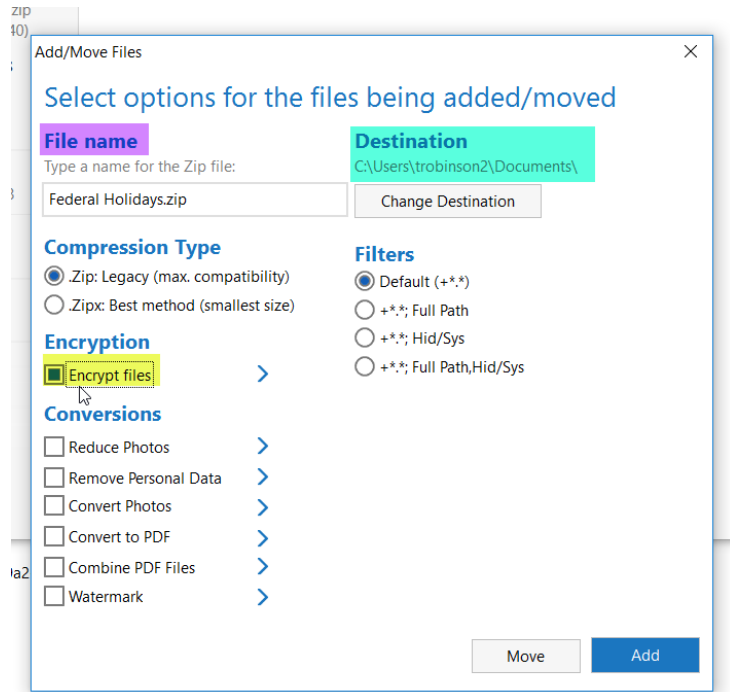 zip
40)
Add/Move Files
Select options for the files being added/moved
File name
Type a name for the Zip file:
Federal Holidays.zip
Destination
C:\Users\trobinson2\Documents\
Change Destination
Compression Type
.Zip: Legacy (max. compatibility)
.Zipx: Best method (smallest size)
Filters
Default (+*.*)
+*.*; Full Path
+*.*; Hid/Sys
+*.*; Full Path,Hid/Sys
Encryption
Encrypt files
Conversions
Reduce Photos
Remove Personal Data
Convert Photos
Convert to PDF
Combine PDF Files
Watermark
Move
Add